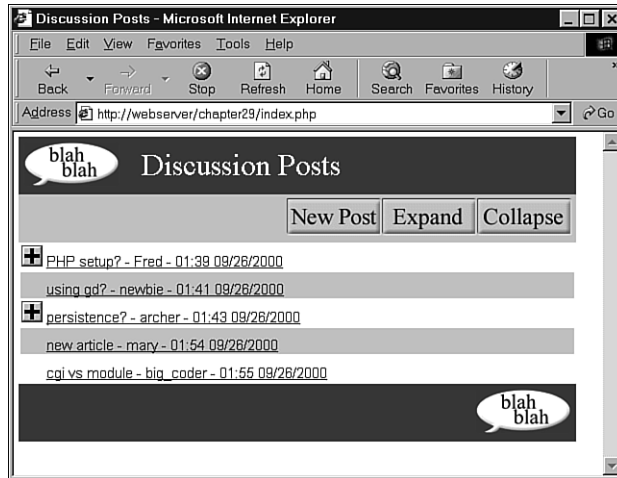 Discussion Posts - Microsoft Internet Explorer
File Edit View Favorites Tools Help
Back Forward Stop Refresh Home Search Favorites History »
Address http://webserver/chapter29/index.php Go
blah
blah
Discussion Posts
New Post Expand Collapse
PHP setup? - Fred - 01:39 09/26/2000
using gd? - newbie - 01:41 09/26/2000
persistence? - archer - 01:43 09/26/2000
new article - mary - 01:54 09/26/2000
cgi vs module - big_coder - 01:55 09/26/2000
blah
blah